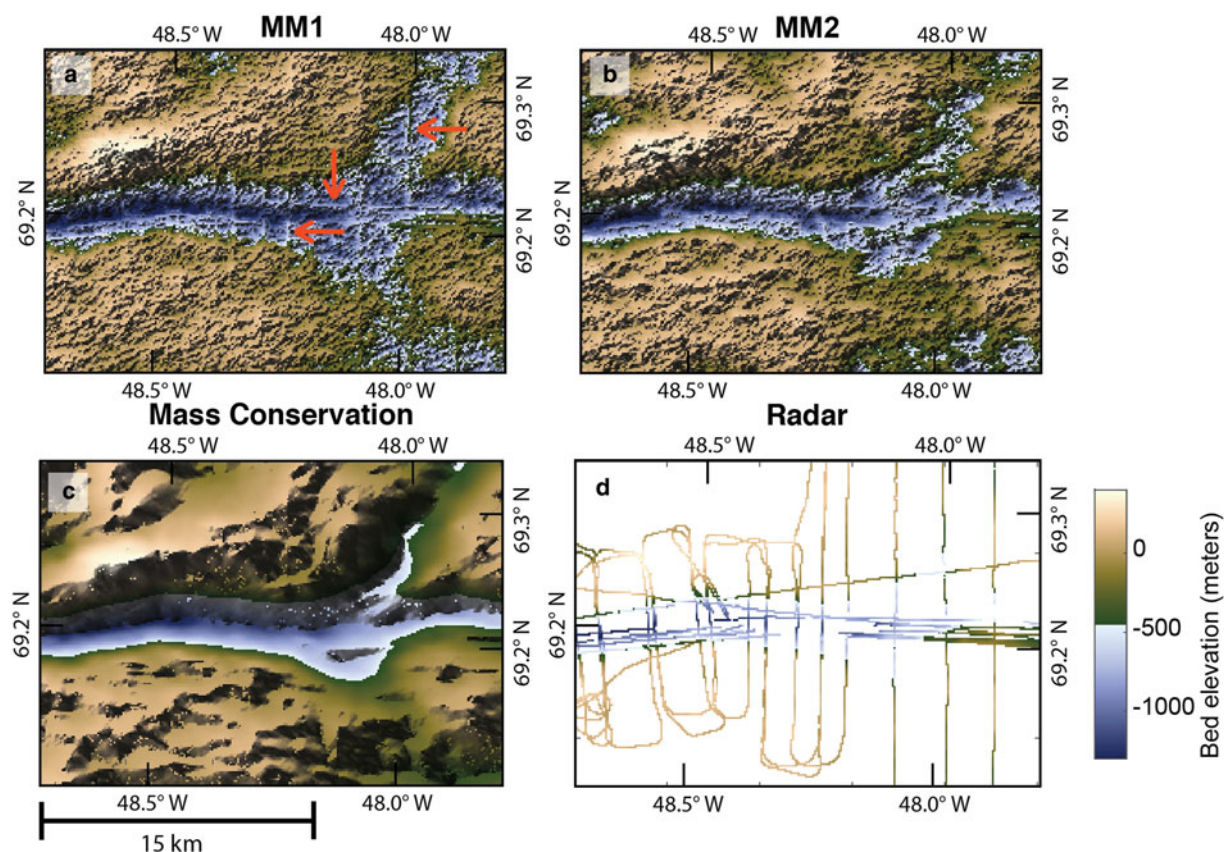 MM1
MM2
48.5° W
48.0° W
48.5° W
48.0° W
a
b
69.3° N
69.3° N
69.2° N
69.2° N
69.2° N
69.2° N
48.5° W
48.0° W
48.5° W
48.0° W
Mass Conservation
Radar
48.5° W
48.0° W
48.5° W
48.0° W
c
d
69.3° N
69.3° N
69.2° N
69.2° N
69.2° N
69.2° N
0
-500
-1000
Bed elevation (meters)
48.5° W
48.0° W
48.5° W
48.0° W
15 km